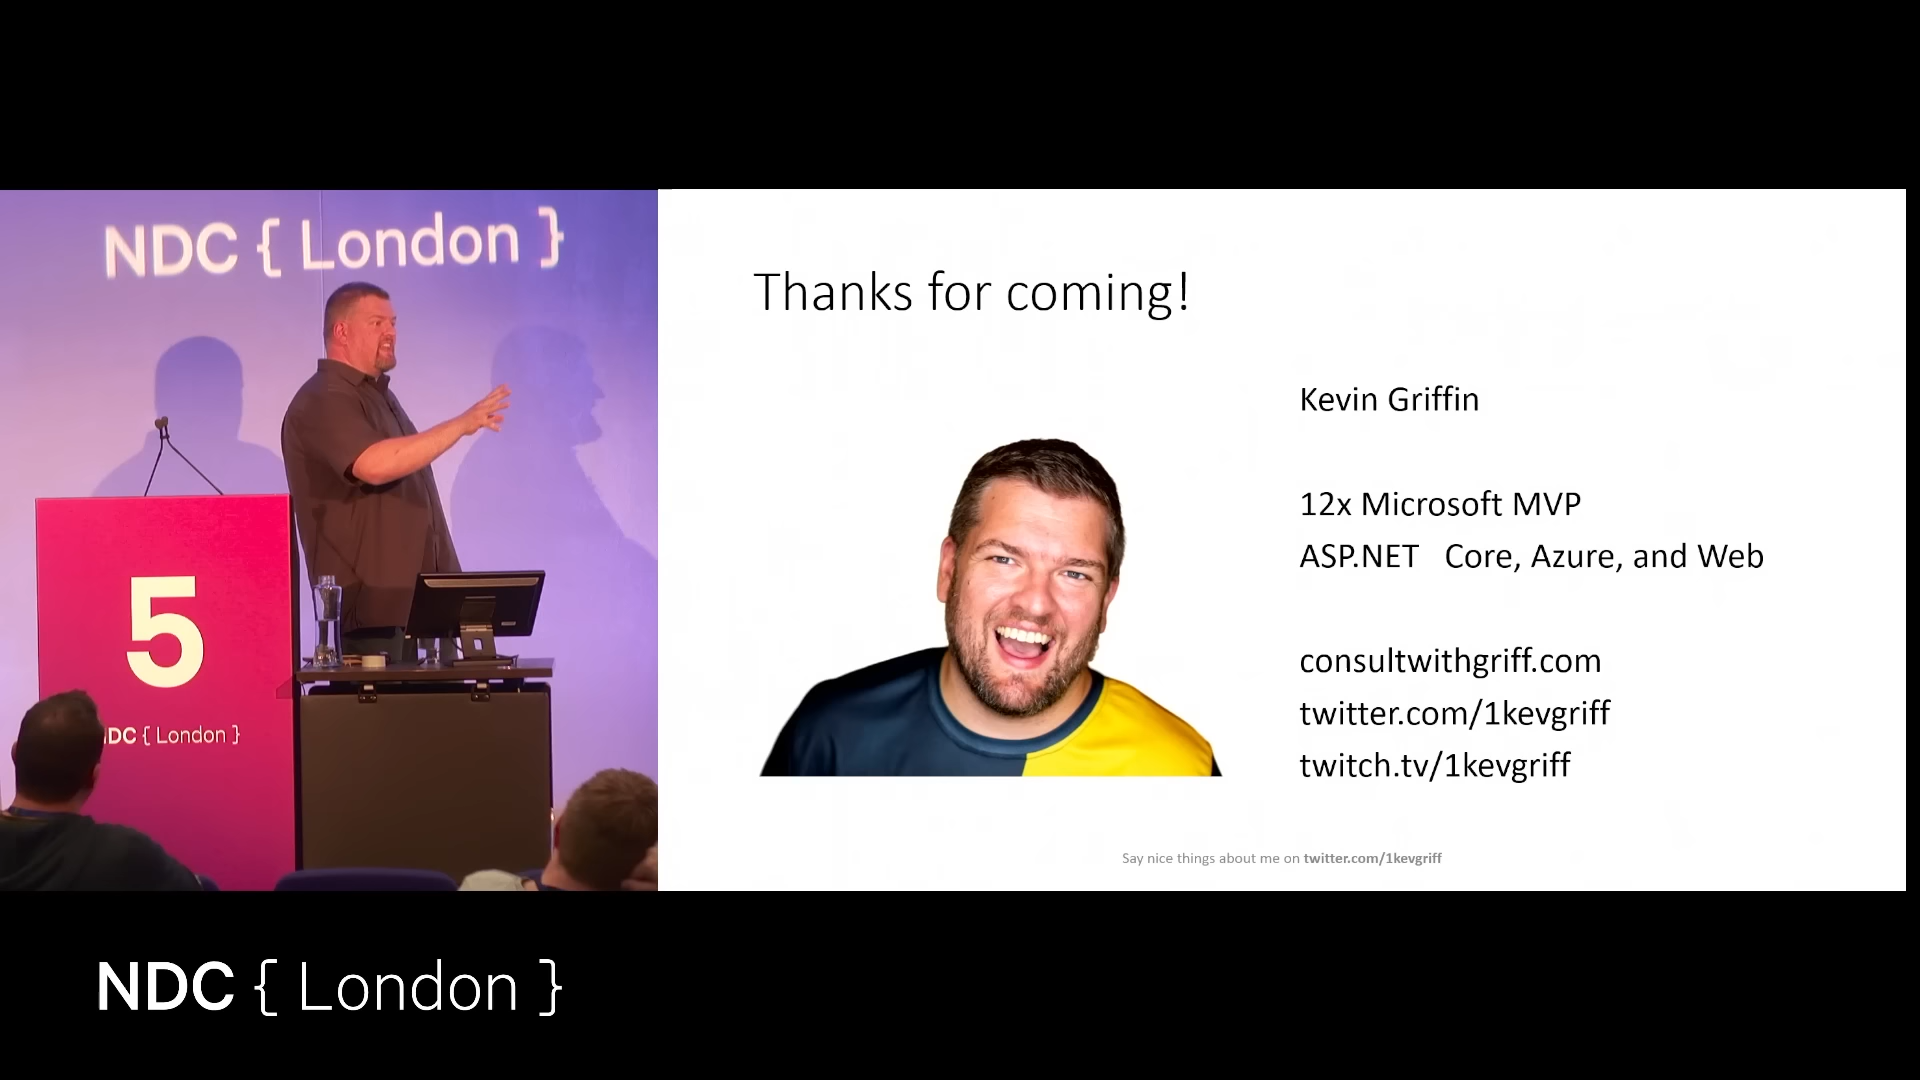 NDC { London }
5
NDC { London }
Thanks for coming!
Kevin Griffin
12x Microsoft MVP
ASP.NET Core, Azure, and Web
consultwithgriff.com
twitter.com/1kevgriff
twitch.tv/1kevgriff
Say nice things about me on twitter.com/1kevgriff
NDC { London }